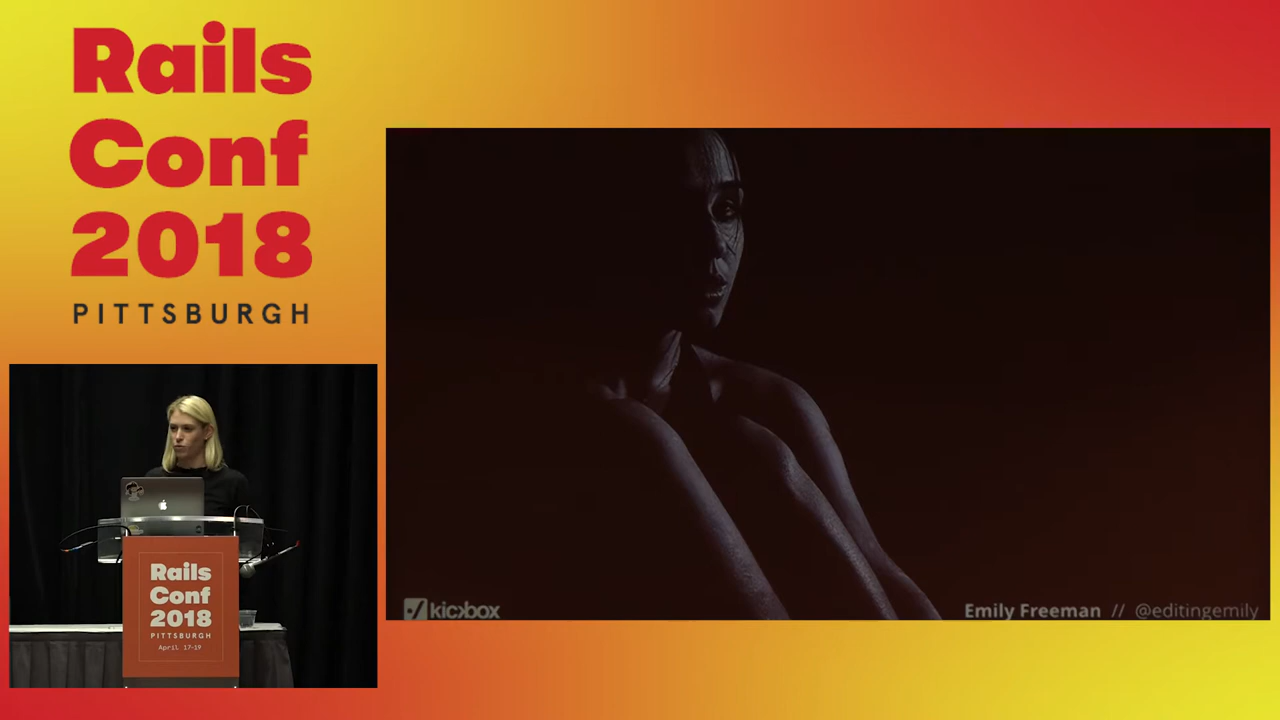 Rails
Conf
2018
PITTSBURGH
Rails
Conf
2018
PITTSBURGH
April 17-19
kickbox
Emily Freeman // @editingemily